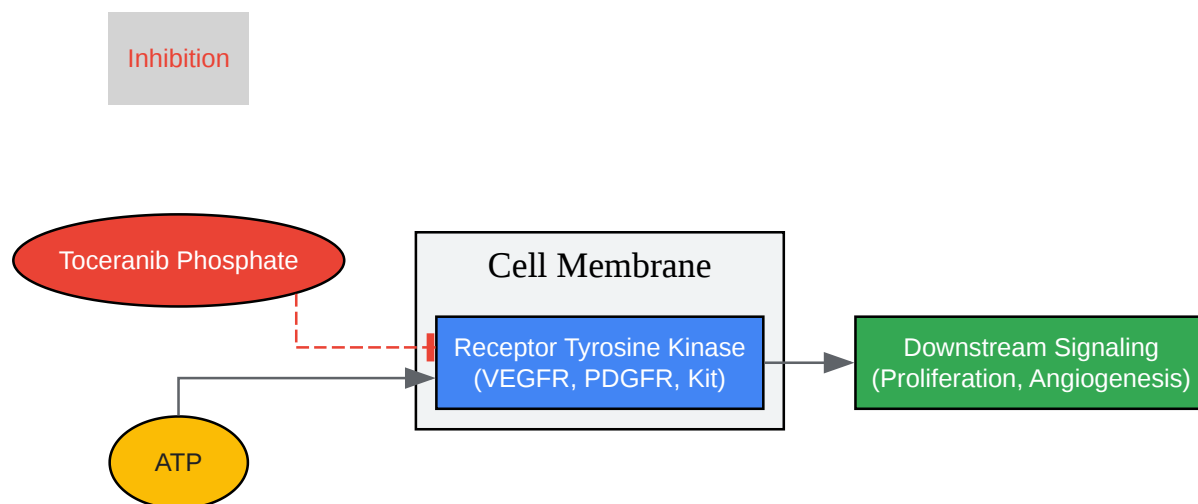 Inhibition
Toceranib Phosphate
Cell Membrane
Receptor Tyrosine Kinase
(VEGFR, PDGFR, Kit)
Downstream Signaling
(Proliferation, Angiogenesis)
ATP